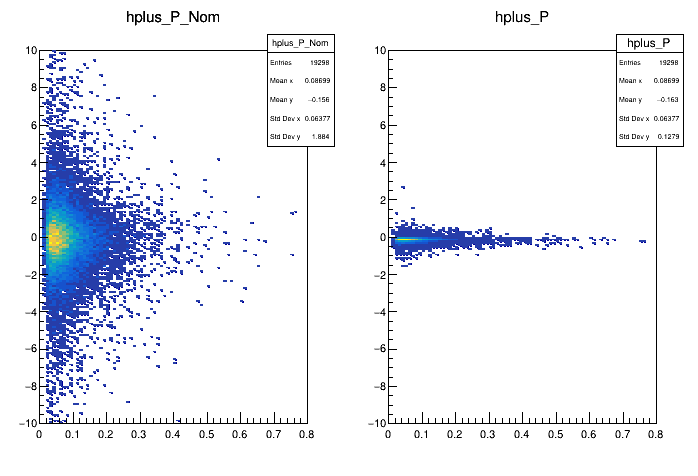 hplus_P_Nom
hplus_P_Nom
Entries 19298
Mean x 0.08699
Mean y −0.156
Std Dev x 0.06377
Std Dev y 1.884
10
8
6
4
2
0
−2
−4
−6
−8
−10
0 0.1 0.2 0.3 0.4 0.5 0.6 0.7 0.8
hplus_P
hplus_P
Entries 19298
Mean x 0.08699
Mean y −0.163
Std Dev x 0.06377
Std Dev y 0.1279
10
8
6
4
2
0
−2
−4
−6
−8
−10
0 0.1 0.2 0.3 0.4 0.5 0.6 0.7 0.8